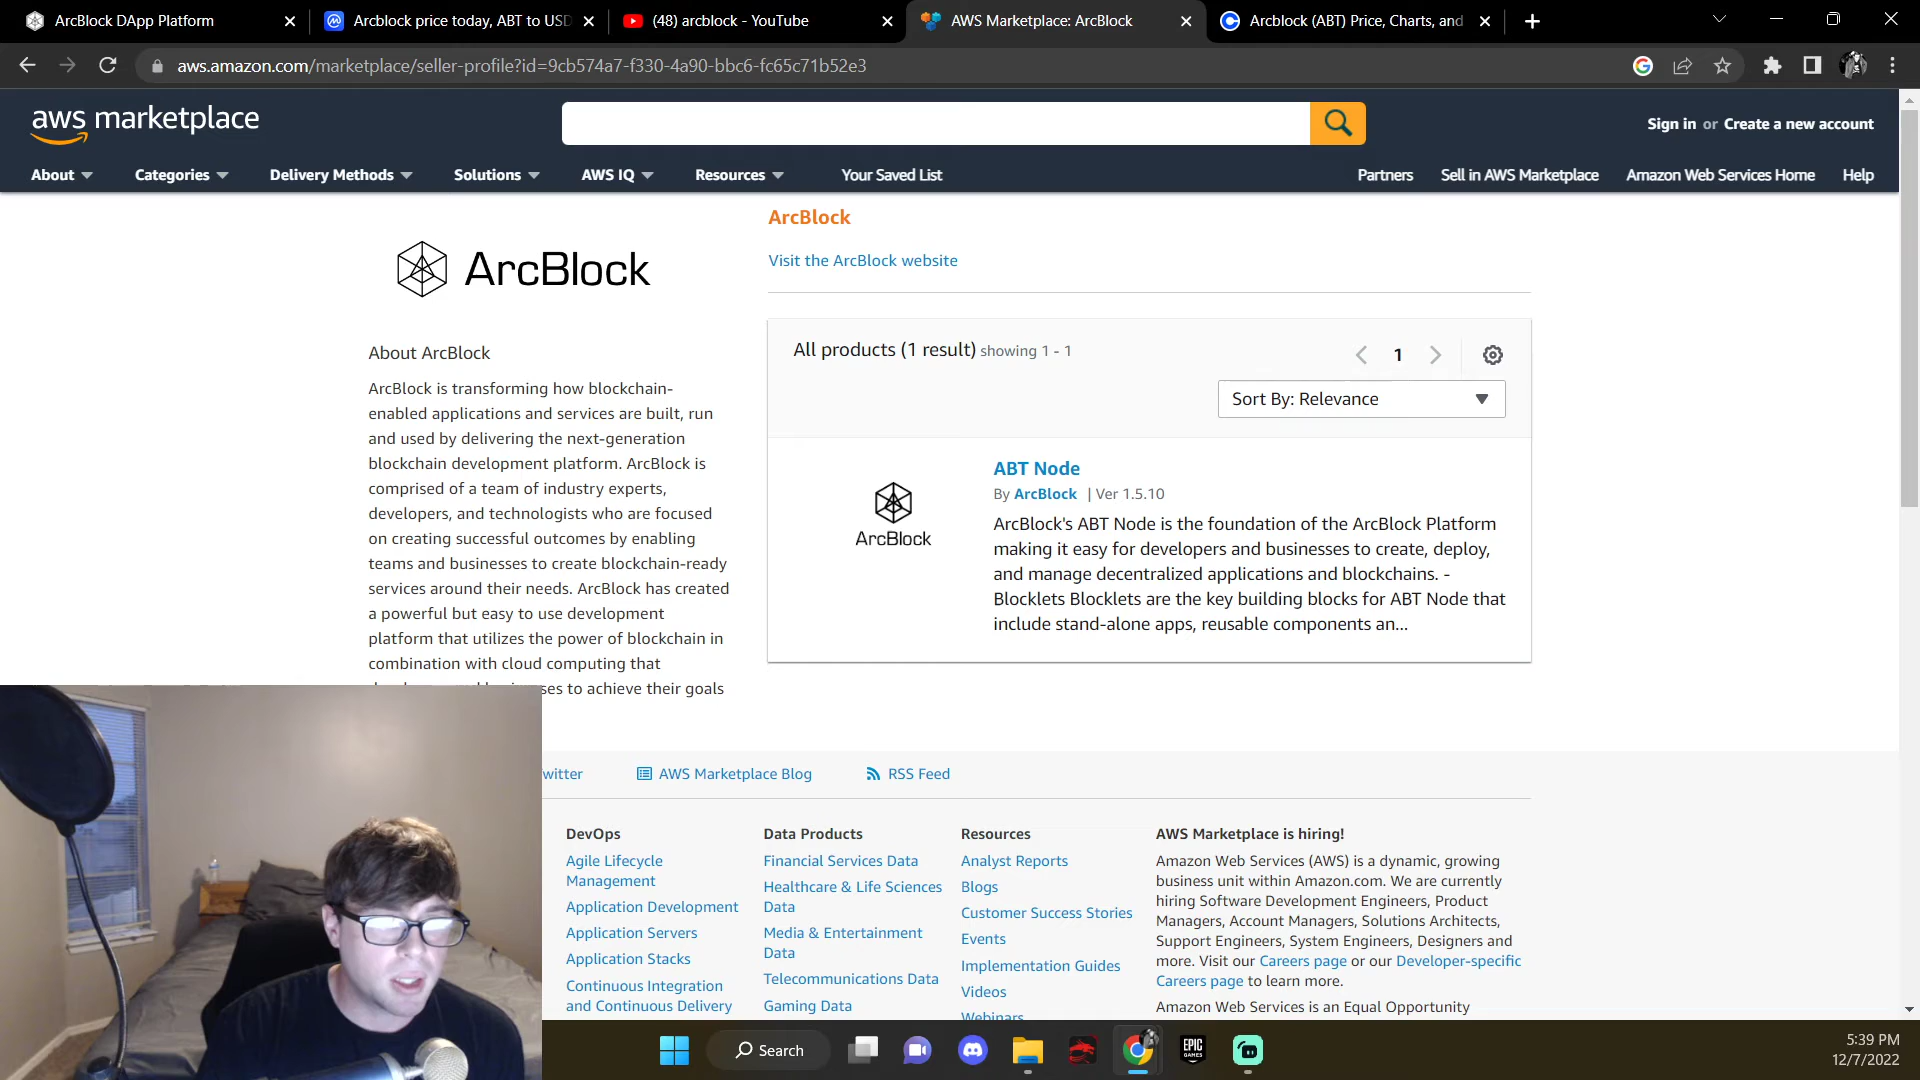 ArcBlock DApp Platform
Arcblock price today, ABT to USD
(48) arcblock - YouTube
AWS Marketplace: ArcBlock
Arcblock (ABT) Price, Charts, and
aws.amazon.com/marketplace/seller-profile?id=9cb574a7-f330-4a90-bbc6-fc65c71b52e3
aws marketplace
Sign in or Create a new account
About
Categories
Delivery Methods
Solutions
AWS IQ
Resources
Your Saved List
Partners
Sell in AWS Marketplace
Amazon Web Services Home
Help
ArcBlock
Visit the ArcBlock website
ArcBlock
About ArcBlock
ArcBlock is transforming how blockchain-
enabled applications and services are built, run
and used by delivering the next-generation
blockchain development platform. ArcBlock is
comprised of a team of industry experts,
developers, and technologists who are focused
on creating successful outcomes by enabling
teams and businesses to create blockchain-ready
services around their needs. ArcBlock has created
a powerful but easy to use development
platform that utilizes the power of blockchain in
combination with cloud computing that
to achieve their goals
All products (1 result) showing 1 - 1
1
Sort By: Relevance
ArcBlock
ABT Node
By ArcBlock | Ver 1.5.10
ArcBlock's ABT Node is the foundation of the ArcBlock Platform
making it easy for developers and businesses to create, deploy,
and manage decentralized applications and blockchains. -
Blocklets Blocklets are the key building blocks for ABT Node that
include stand-alone apps, reusable components an...
AWS Marketplace Blog
RSS Feed
DevOps
Agile Lifecycle
Management
Application Development
Application Servers
Application Stacks
Continuous Integration
and Continuous Delivery
Data Products
Financial Services Data
Healthcare & Life Sciences
Data
Media & Entertainment
Data
Telecommunications Data
Gaming Data
Resources
Analyst Reports
Blogs
Customer Success Stories
Events
Implementation Guides
Videos
Webinars
AWS Marketplace is hiring!
Amazon Web Services (AWS) is a dynamic, growing
business unit within Amazon.com. We are currently
hiring Software Development Engineers, Product
Managers, Account Managers, Solutions Architects,
Support Engineers, System Engineers, Designers and
more. Visit our Careers page or our Developer-specific
Careers page to learn more.
Amazon Web Services is an Equal Opportunity
Search
EPIC
GAMES
5:39 PM
12/7/2022